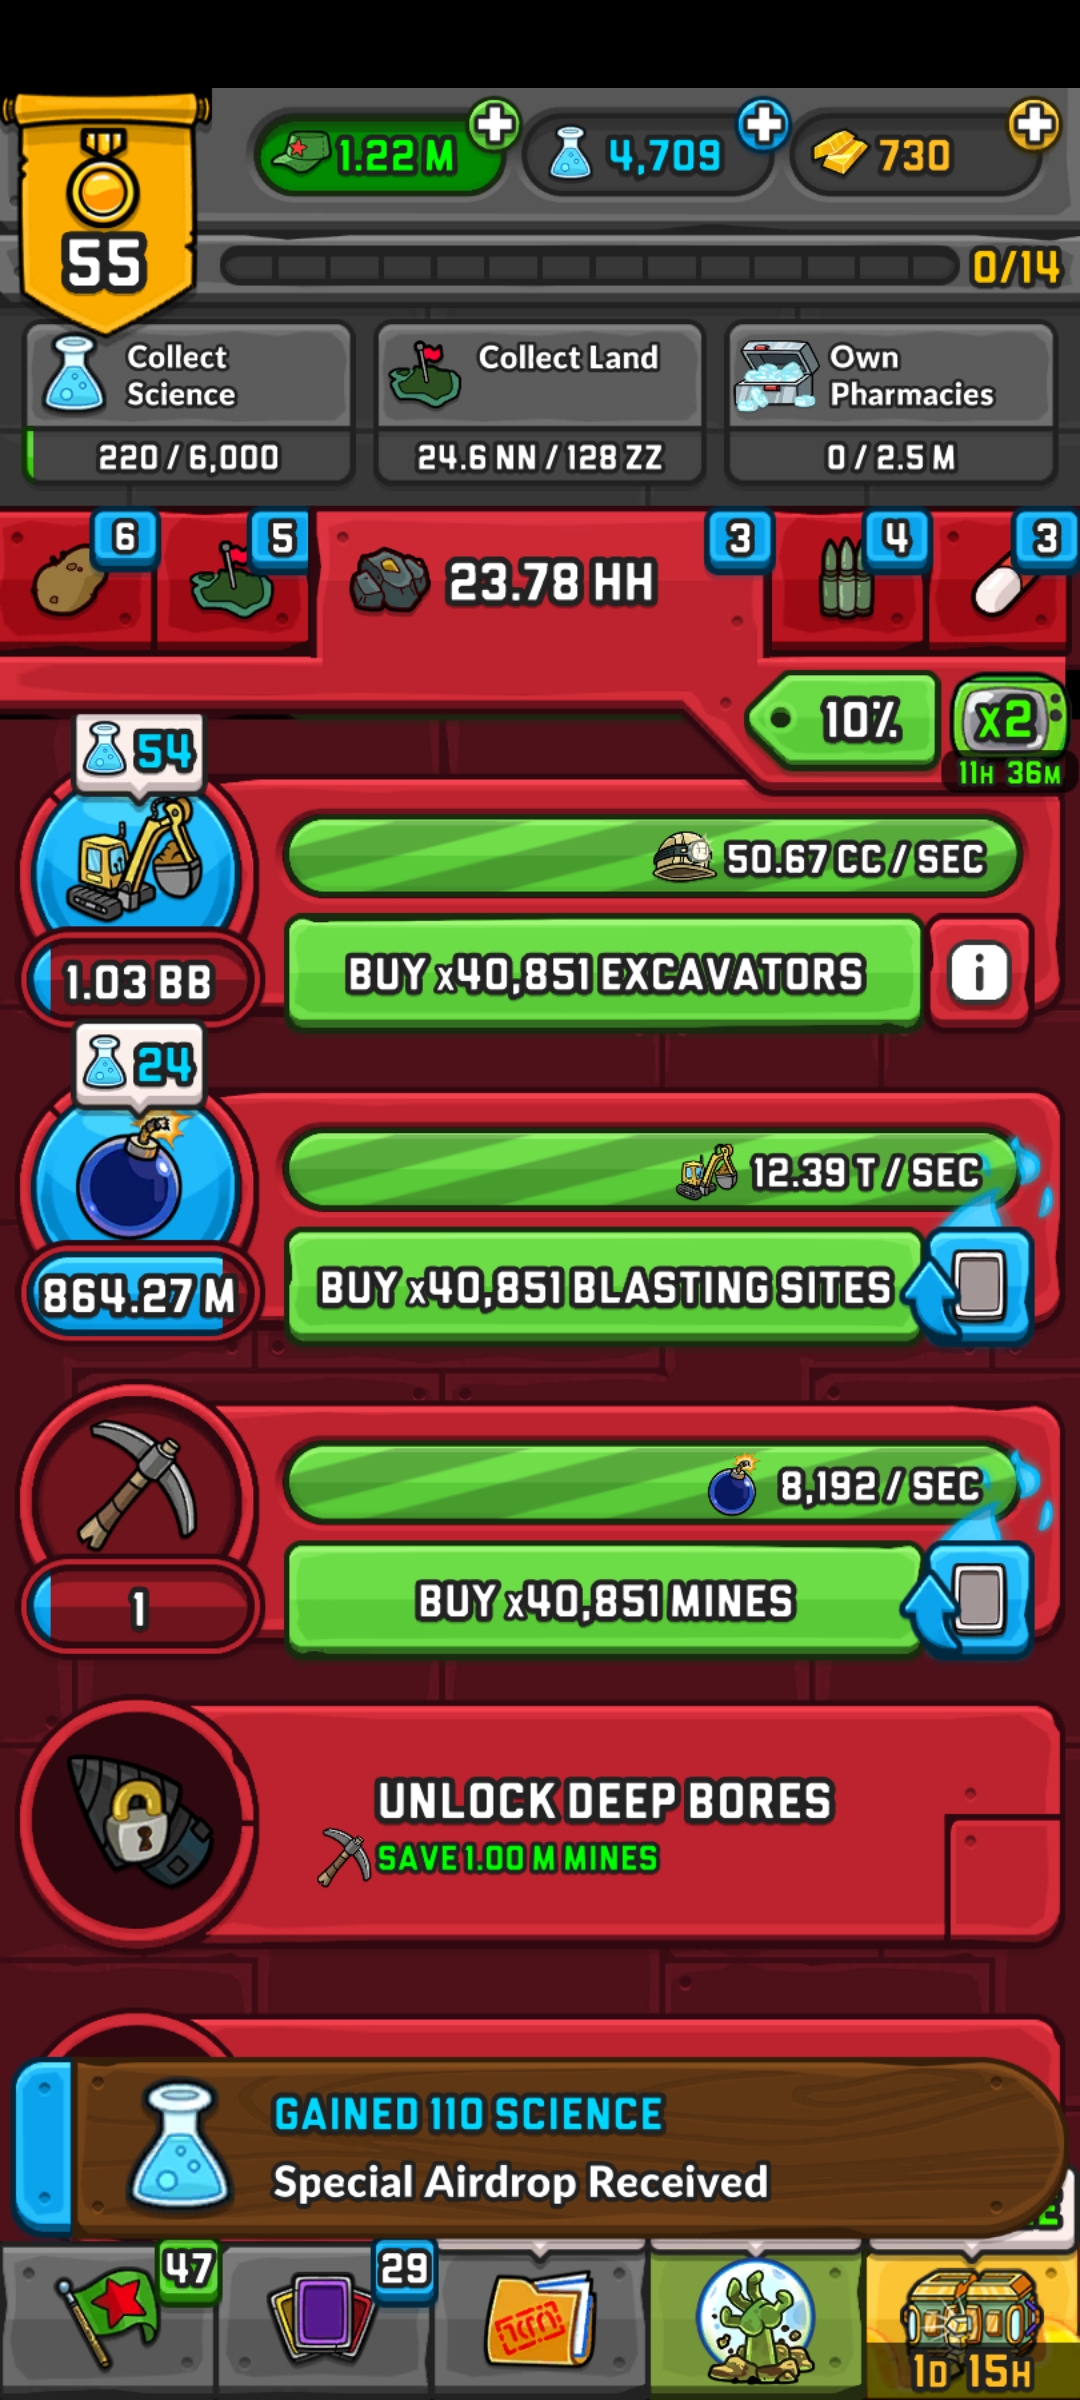 55
1.22 M
4,709
730
0/14
Collect Science
220 / 6,000
Collect Land
24.6 NN / 128 ZZ
Own Pharmacies
0 / 2.5 M
6
5
23.78 HH
3
4
3
10%
x2
11H 36M
54
50.67 CC / SEC
1.03 BB
BUY x40,851 EXCAVATORS
i
24
12.39 T / SEC
864.27 M
BUY x40,851 BLASTING SITES
8,192 / SEC
1
BUY x40,851 MINES
UNLOCK DEEP BORES
SAVE 1.00 M MINES
GAINED 110 SCIENCE
Special Airdrop Received
47
29
1D 15H